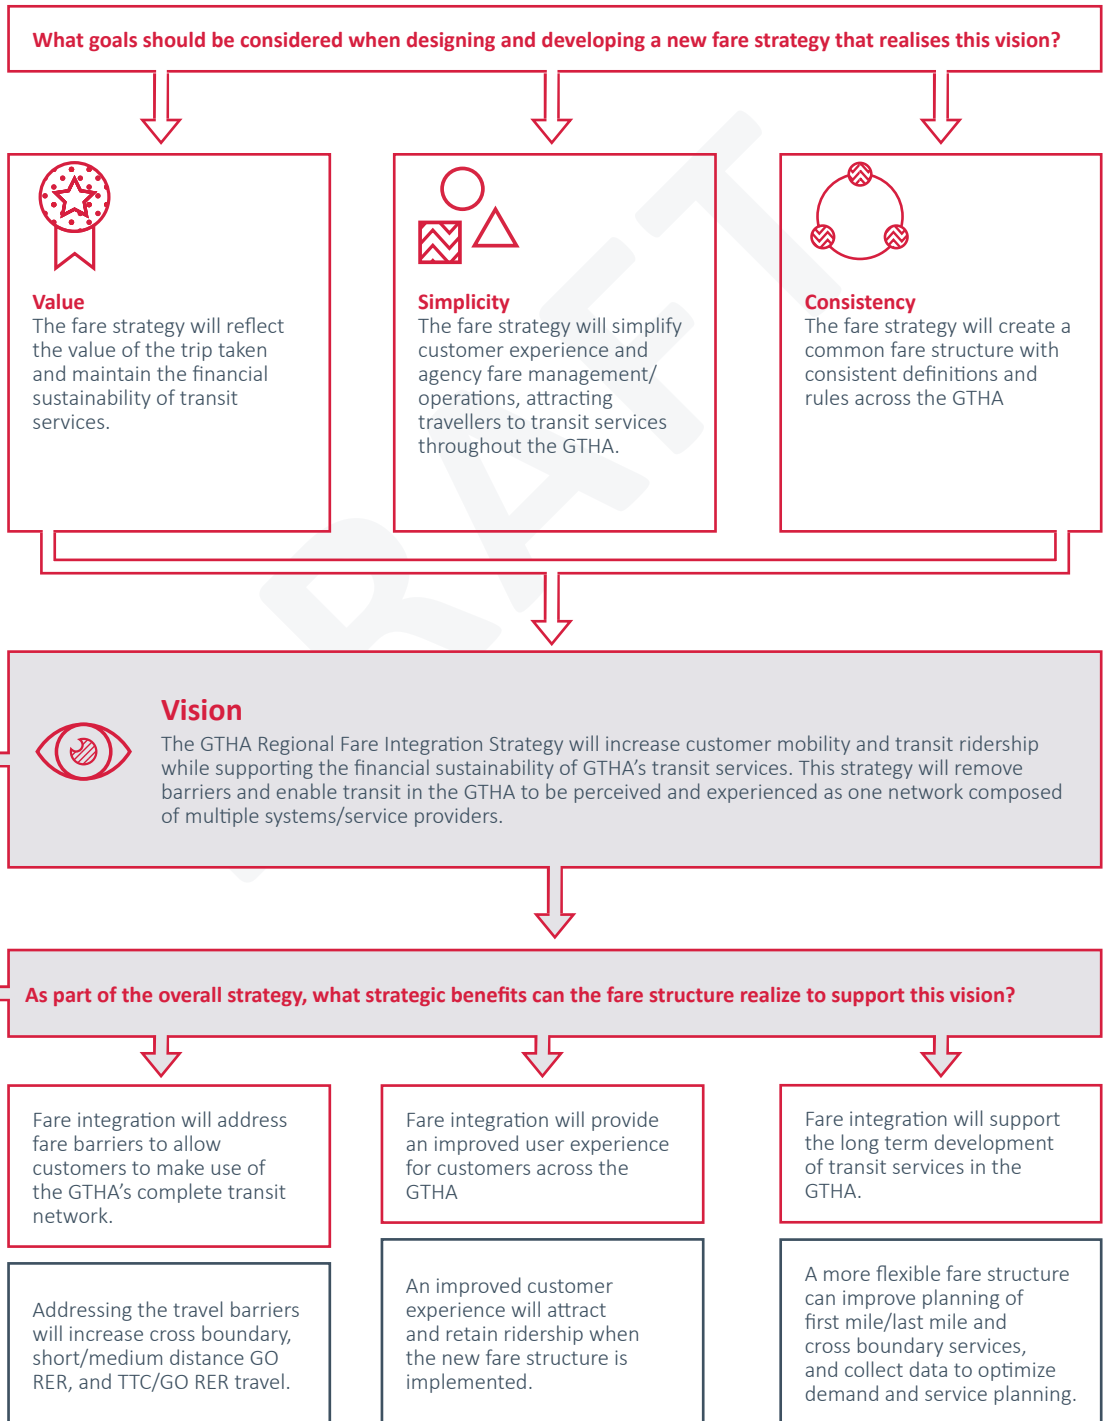 What goals should be considered when designing and developing a new fare strategy that realises this vision?
Value
The fare strategy will reflect
the value of the trip taken
and maintain the financial
sustainability of transit
services.
Simplicity
The fare strategy will simplify
customer experience and
agency fare management/
operations, attracting
travellers to transit services
throughout the GTHA.
Consistency
The fare strategy will create a
common fare structure with
consistent definitions and
rules across the GTHA
Vision
The GTHA Regional Fare Integration Strategy will increase customer mobility and transit ridership
while supporting the financial sustainability of GTHA’s transit services. This strategy will remove
barriers and enable transit in the GTHA to be perceived and experienced as one network composed
of multiple systems/service providers.
As part of the overall strategy, what strategic benefits can the fare structure realize to support this vision?
Fare integration will address
fare barriers to allow
customers to make use of
the GTHA’s complete transit
network.
Fare integration will provide
an improved user experience
for customers across the
GTHA
Fare integration will support
the long term development
of transit services in the
GTHA.
Addressing the travel barriers
will increase cross boundary,
short/medium distance GO
RER, and TTC/GO RER travel.
An improved customer
experience will attract
and retain ridership when
the new fare structure is
implemented.
A more flexible fare structure
can improve planning of
first mile/last mile and
cross boundary services,
and collect data to optimize
demand and service planning.
DRAFT